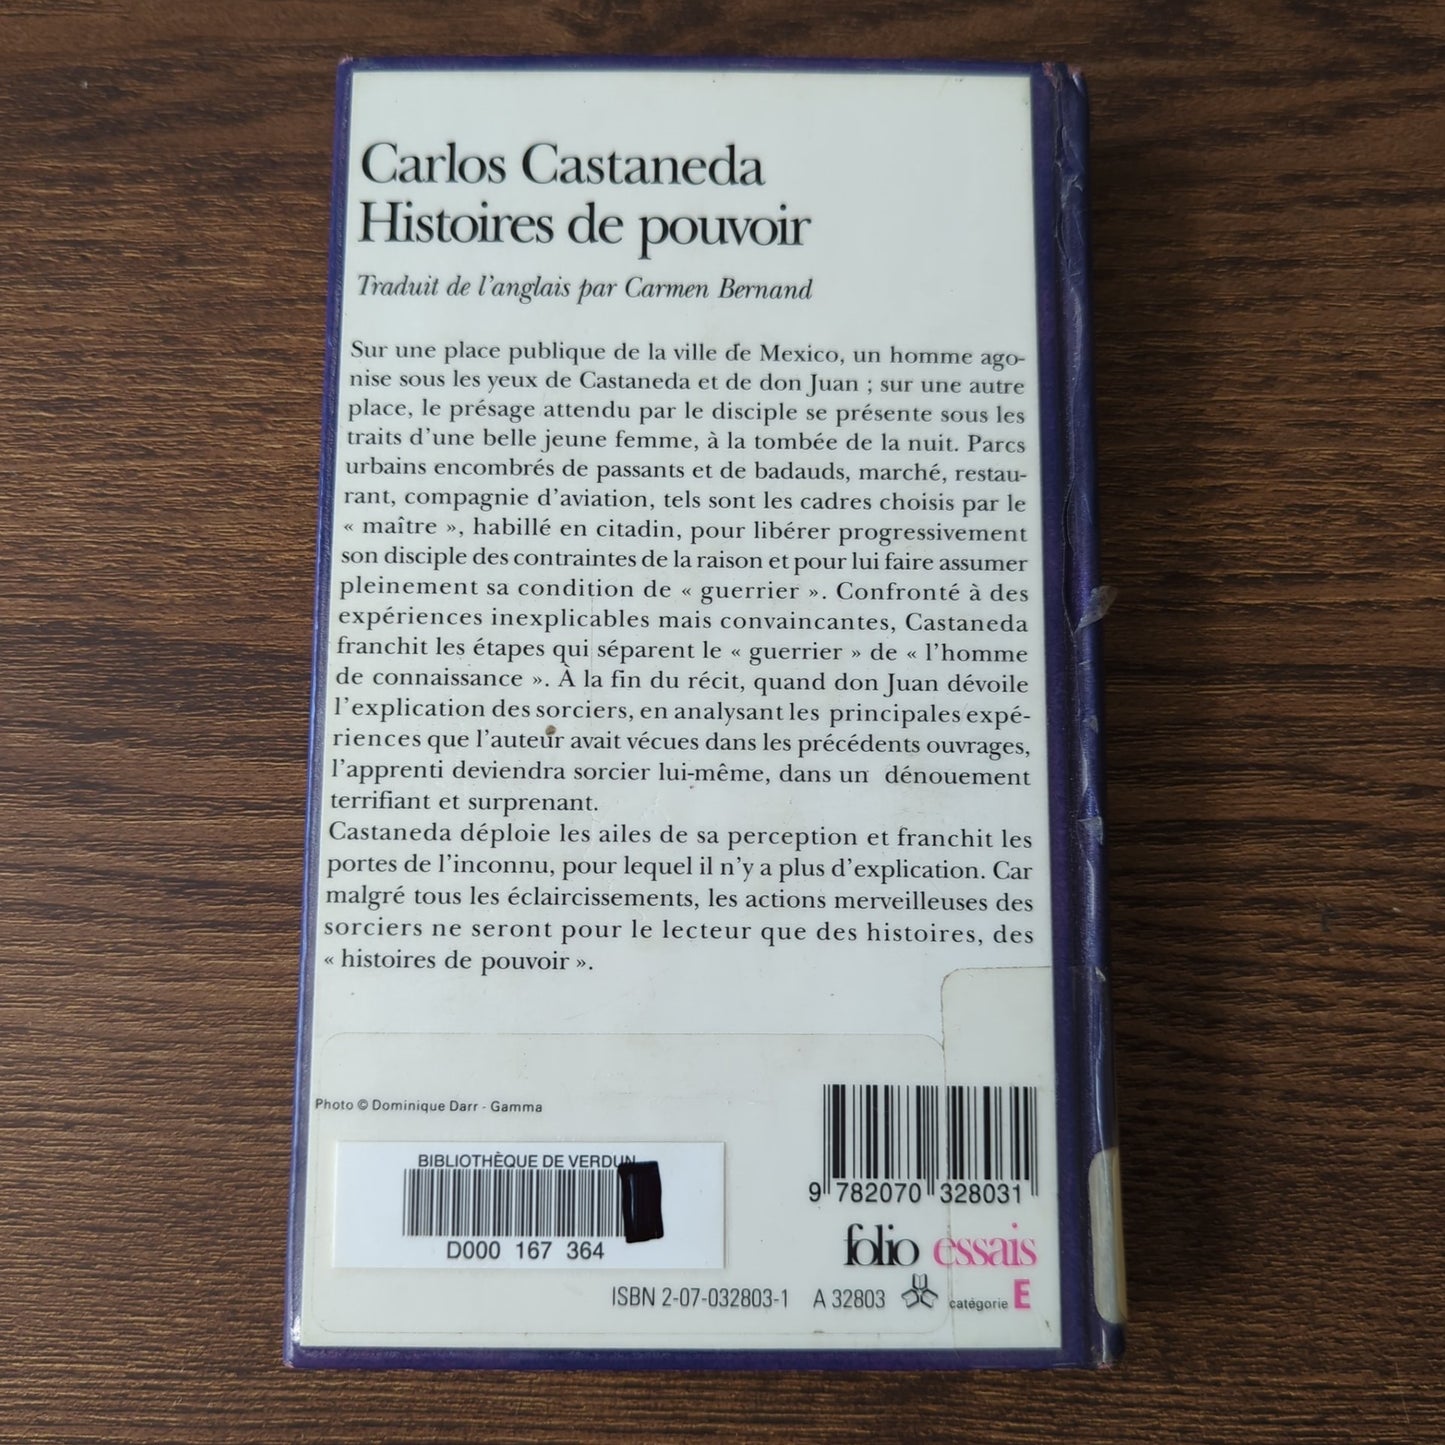 Carlos Castaneda
Histoires de pouvoir
Traduit de l'anglais par Carmen Bernand
Sur une place publique de la ville de Mexico, un homme ago-
nise sous les yeux de Castaneda et de don Juan ; sur une autre
place, le présage attendu par le disciple se présente sous les
traits d'une belle jeune femme, à la tombée de la nuit. Parcs
urbains encombrés de passants et de badauds, marché, restau-
rant, compagnie d'aviation, tels sont les cadres choisis par le
« maître », habillé en citadin, pour libérer progressivement
son disciple des contraintes de la raison et pour lui faire assumer
pleinement sa condition de « guerrier ». Confronté à des
expériences inexplicables mais convaincantes, Castaneda
franchit les étapes qui séparent le « guerrier » de « l'homme
de connaissance ». À la fin du récit, quand don Juan dévoile
l'explication des sorciers, en analysant les principales expé-
riences que l'auteur avait vécues dans les précédents ouvrages,
l'apprenti deviendra sorcier lui-même, dans un dénouement
terrifiant et surprenant.
Castaneda déploie les ailes de sa perception et franchit les
portes de l'inconnu, pour lequel il n'y a plus d'explication. Car
malgré tous les éclaircissements, les actions merveilleuses des
sorciers ne seront pour le lecteur que des histoires, des
« histoires de pouvoir ».
Photo © Dominique Darr - Gamma
BIBLIOTHÈQUE DE VERDUN
D000 167 364
9 782070 328031
folio essais
ISBN 2-07-032803-1 A 32803 catégorie E